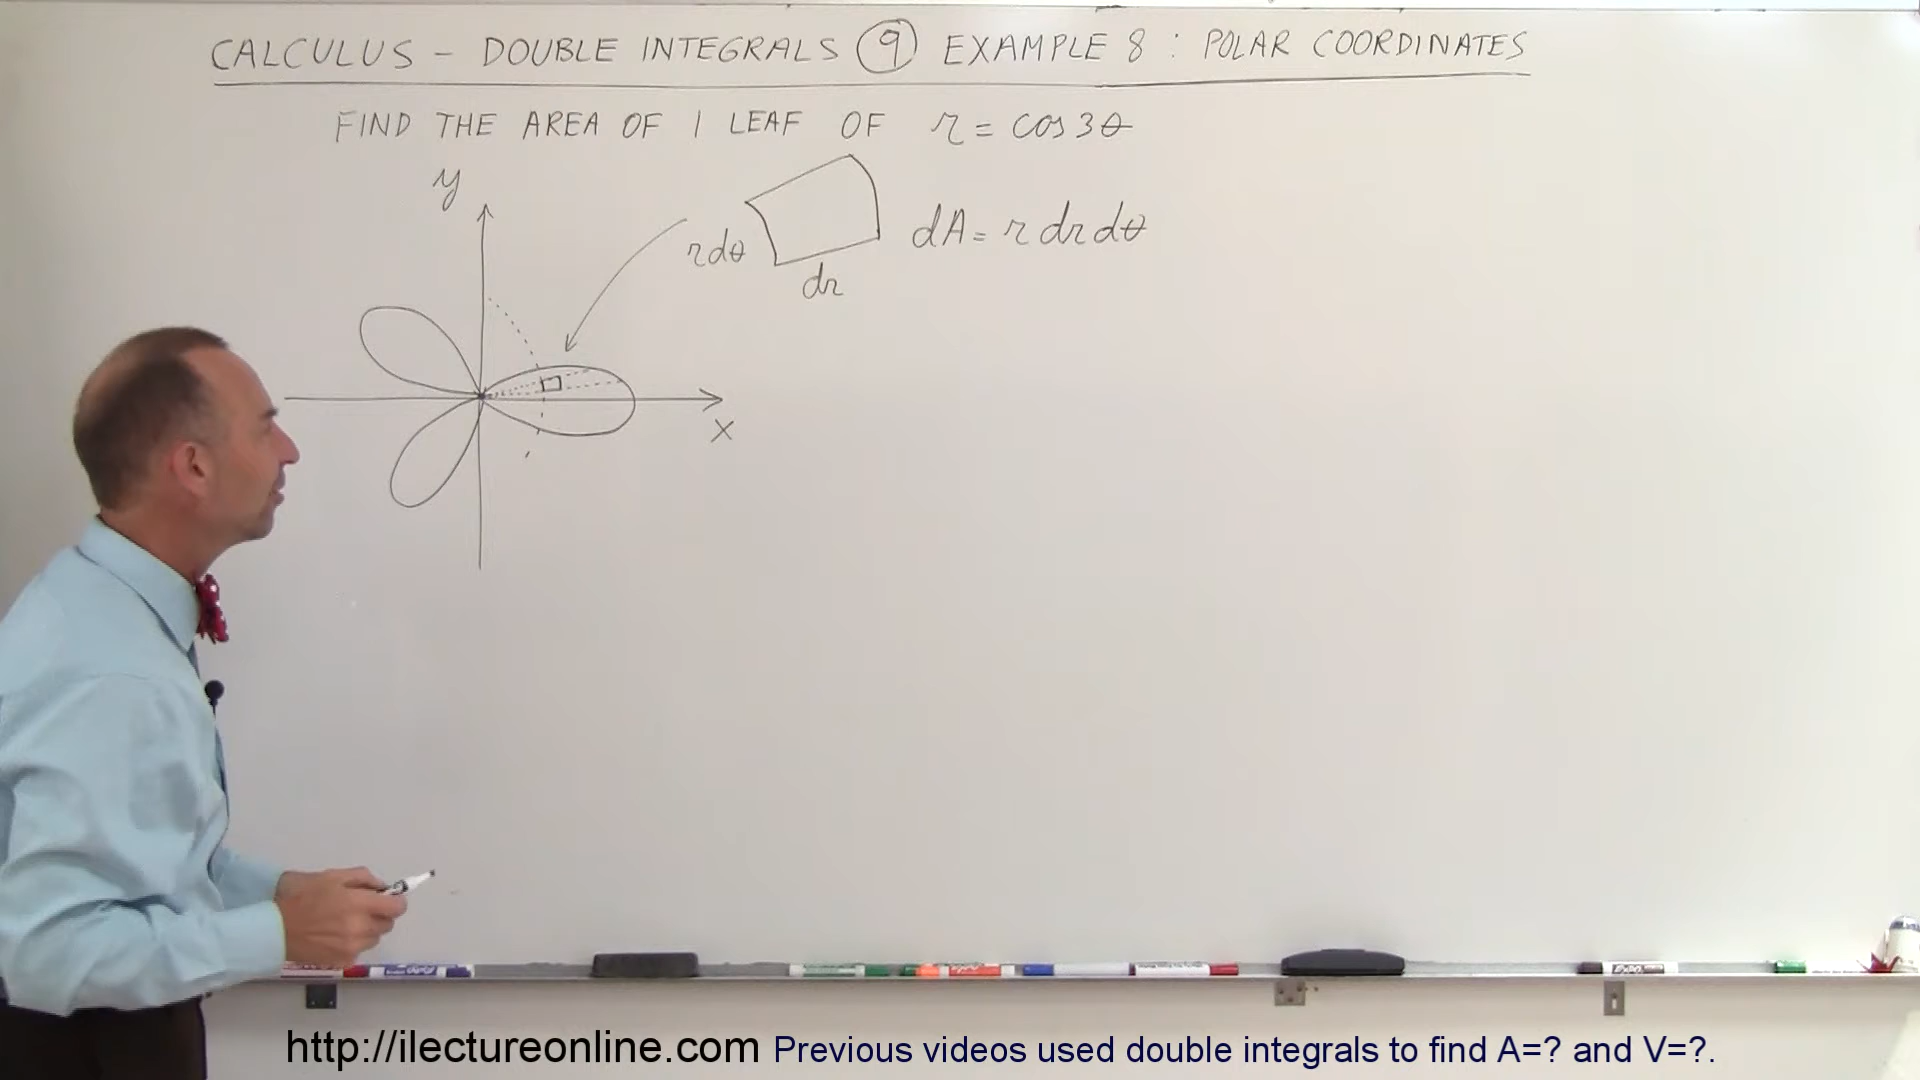 CALCULUS - DOUBLE INTEGRALS 9 EXAMPLE 8 : POLAR COORDINATES
FIND THE AREA OF 1 LEAF OF r = cos 3θ
y
rdθ
dr
dA = r dr dθ
x
http://ilectureonline.com Previous videos used double integrals to find A=? and V=?.